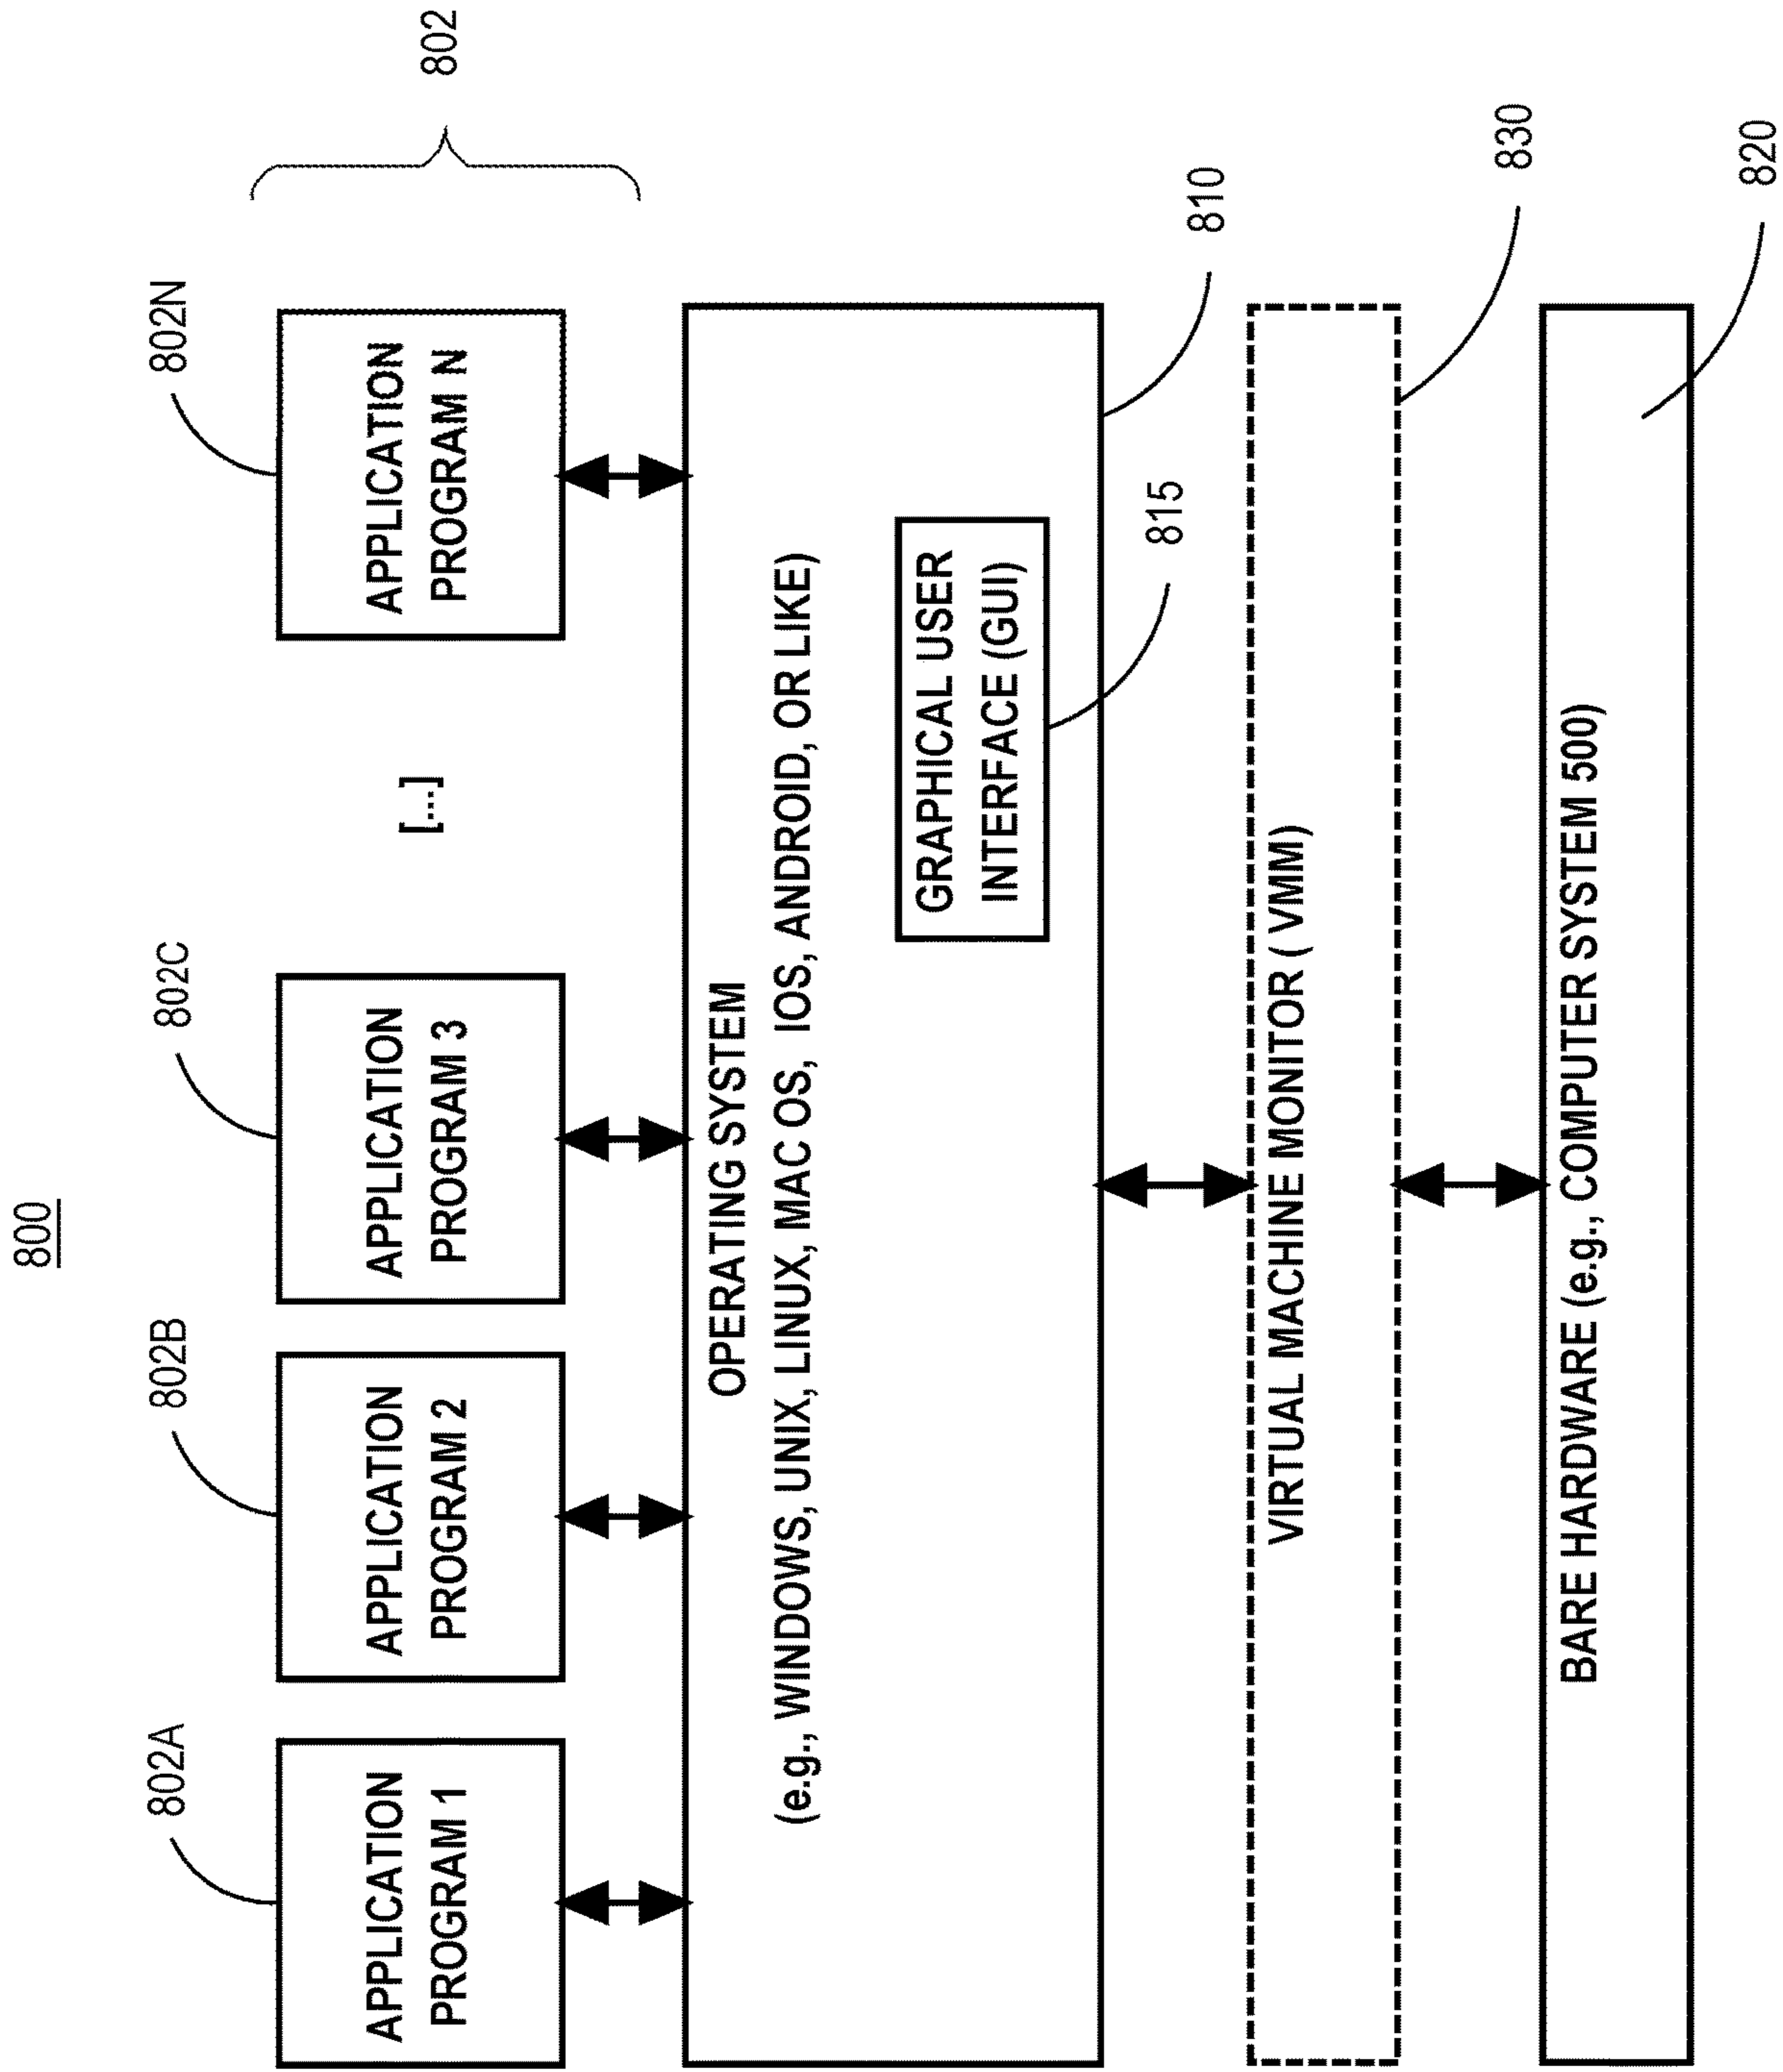 800
802A
802B
802C
802N
802
APPLICATION
PROGRAM 1
APPLICATION
PROGRAM 2
APPLICATION
PROGRAM 3
[...]
APPLICATION
PROGRAM N
OPERATING SYSTEM
(e.g., WINDOWS, UNIX, LINUX, MAC OS, IOS, ANDROID, OR LIKE)
810
GRAPHICAL USER
INTERFACE (GUI)
815
VIRTUAL MACHINE MONITOR ( VMM)
830
BARE HARDWARE (e.g., COMPUTER SYSTEM 500)
820